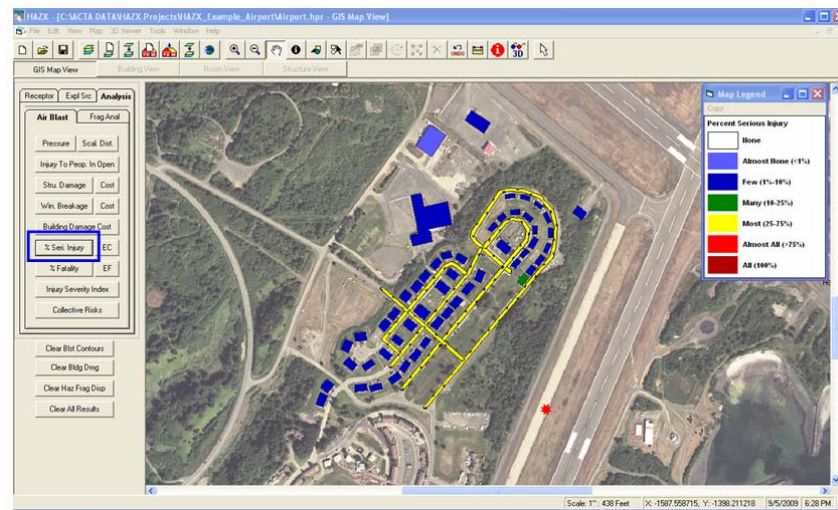 HAZX - [C:\ACTA DATA\HAZX Projects\HAZX_Example_Airport\Airport.hpr - GIS Map View]
File Edit View Map 3D Viewer Tools Window Help
GIS Map View Building View Room View Structure View
Receptor Expl Src Analysis
Air Blast Frag Anal
Pressure Scal. Dist.
Injury To Peop. In Open
Stru. Damage Cost
Win. Breakage Cost
Building Damage Cost
% Seri. Injury EC
% Fatality EF
Injury Severity Index
Collective Risks
Clear Blst Contours
Clear Bldg Dmg
Clear Haz Frag Disp
Clear All Results
Map Legend
Copy
Percent Serious Injury
None
Almost None (<1%)
Few (1%-10%)
Many (10-25%)
Most (25-75%)
Almost All (>75%)
All (100%)
UNDO
3D
Scale: 1" : 438 Feet X: -1587.558715, Y: -1398.211218 9/5/2009 6:28 PM